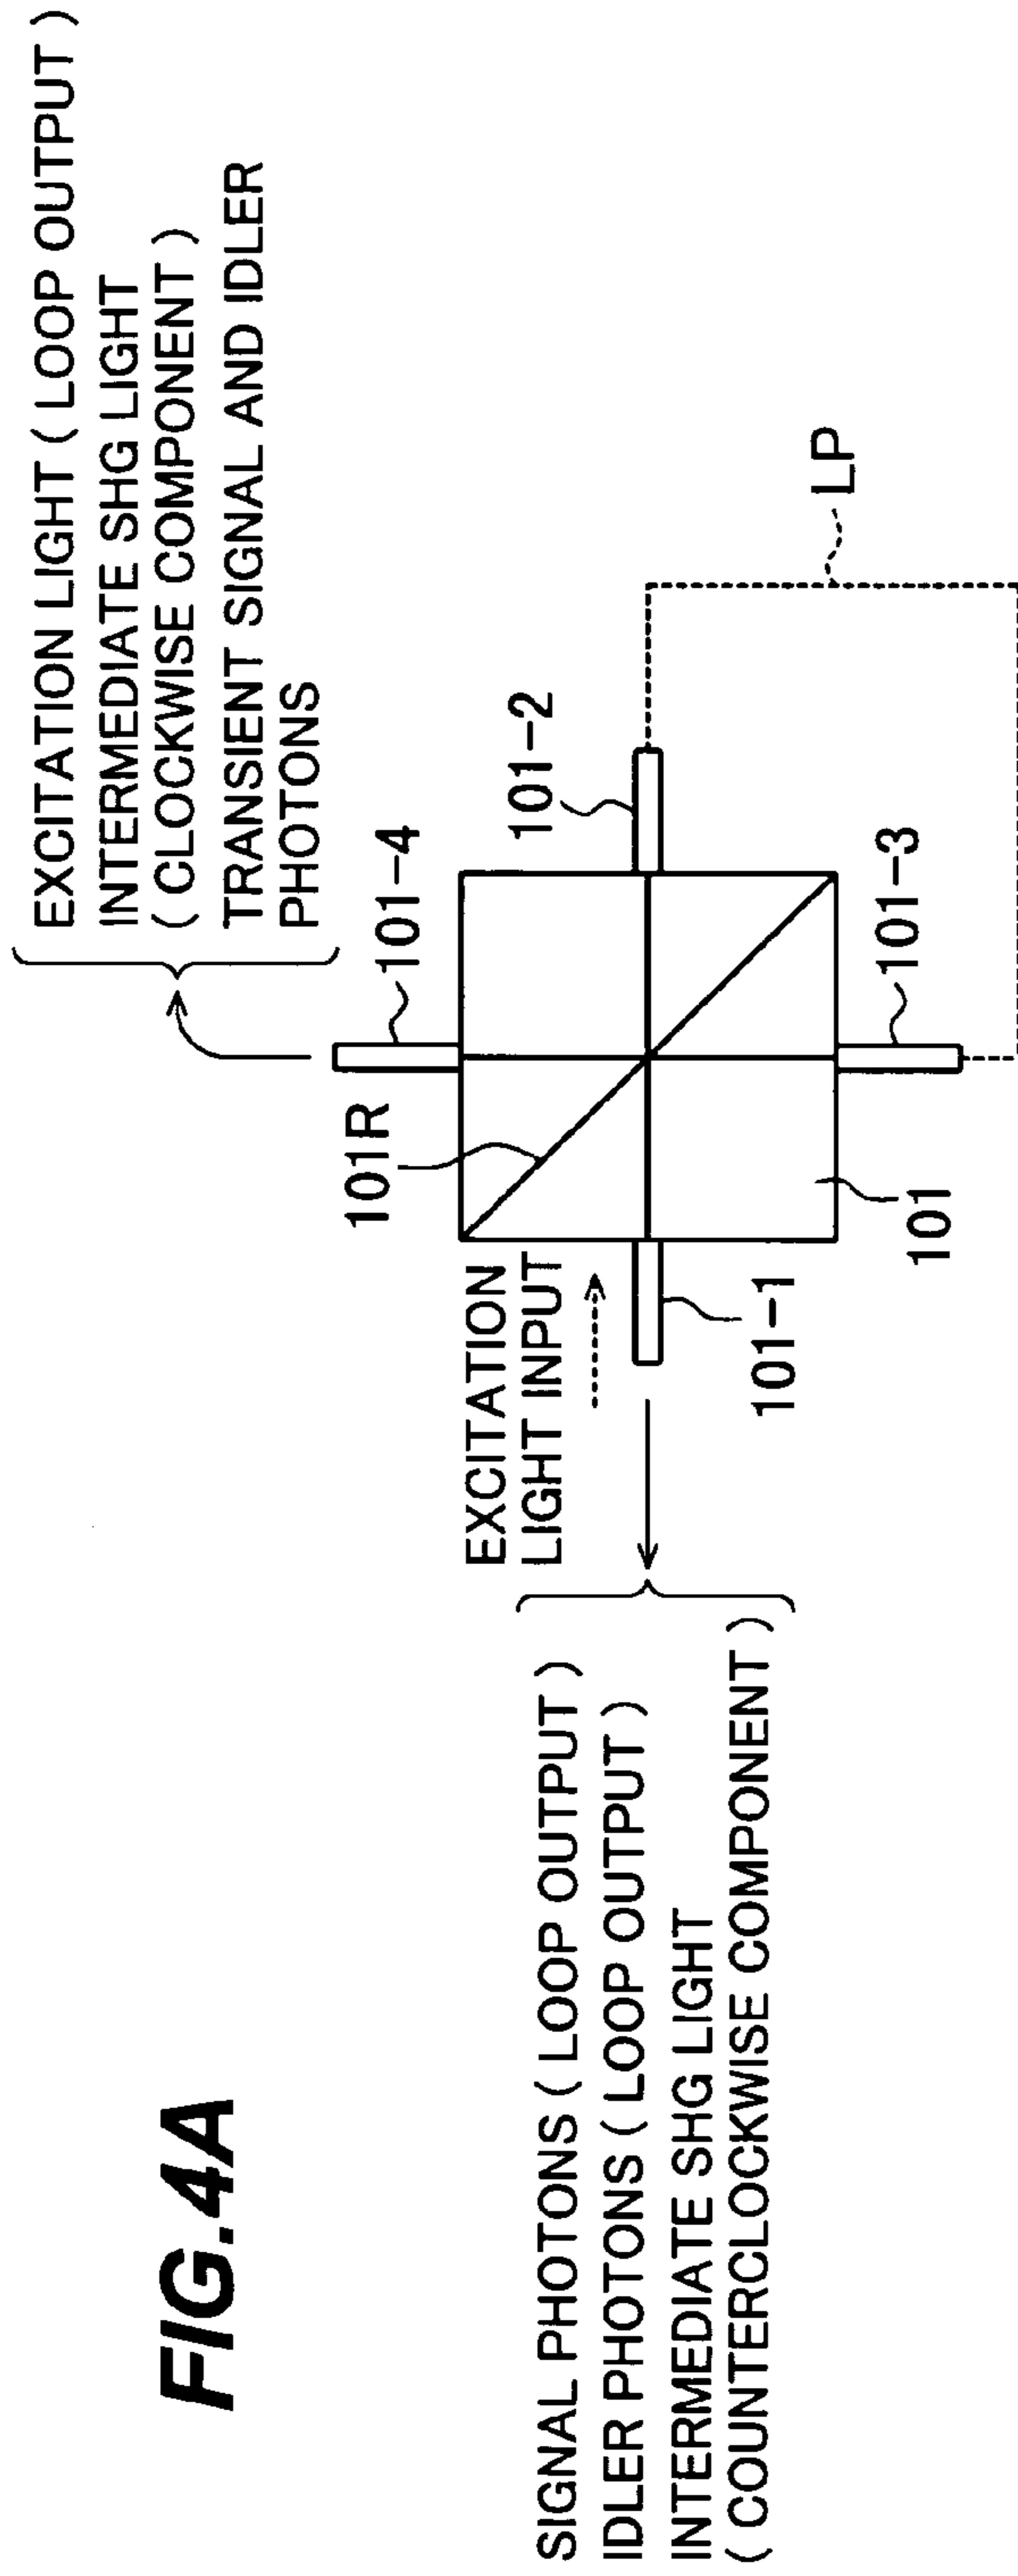 FIG.4A
EXCITATION LIGHT ( LOOP OUTPUT )
INTERMEDIATE SHG LIGHT
( CLOCKWISE COMPONENT )
TRANSIENT SIGNAL AND IDLER
PHOTONS
101-4
101R
EXCITATION
LIGHT INPUT
101-2
SIGNAL PHOTONS ( LOOP OUTPUT )
IDLER PHOTONS ( LOOP OUTPUT )
INTERMEDIATE SHG LIGHT
( COUNTERCLOCKWISE COMPONENT )
101-1
101
101-3
LP